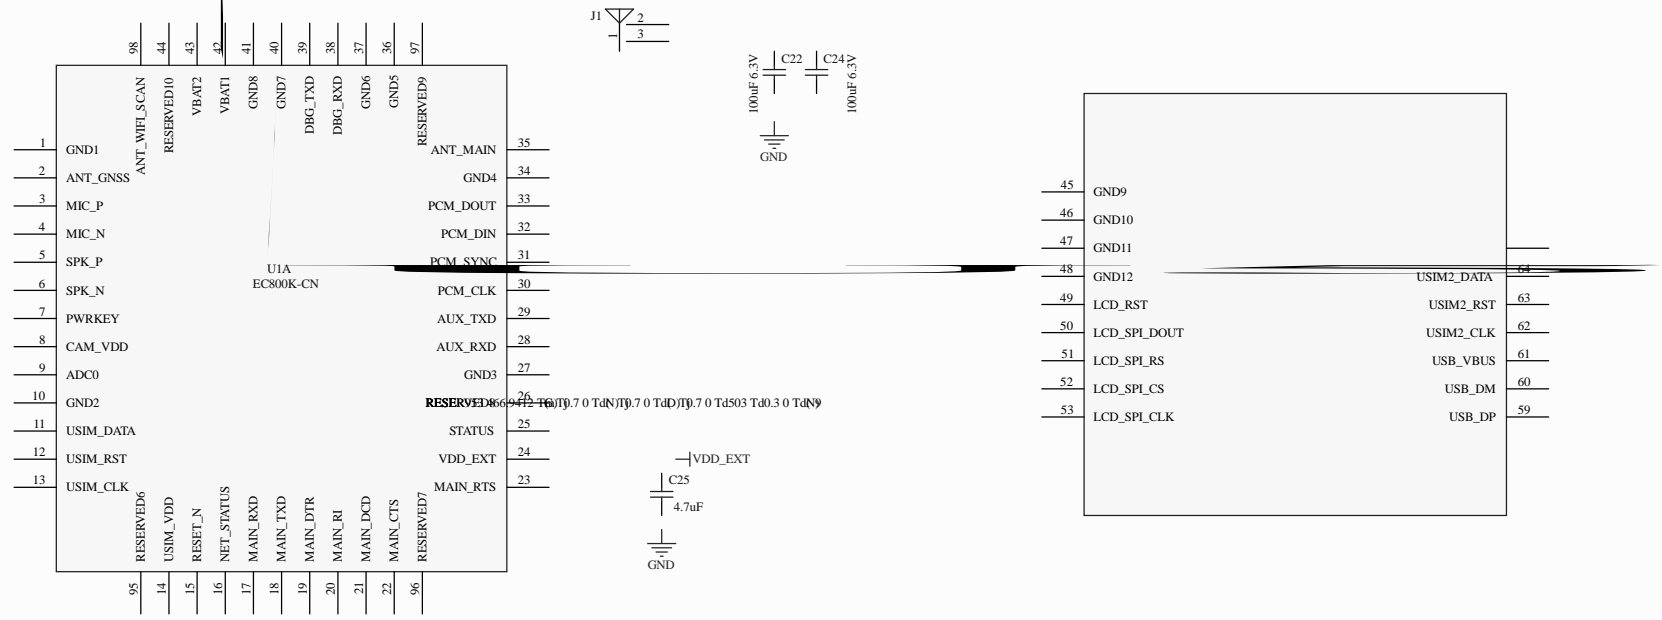 98 44 43 42 41 40 39 38 37 36 97
ANT_WIFI_SCAN
RESERVED10
VBAT2
VBAT1
GND8
GND7
DBG_TXD
DBG_RXD
GND6
GND5
RESERVED9
1 GND1
2 ANT_GNSS
3 MIC_P
4 MIC_N
5 SPK_P
6 SPK_N
7 PWRKEY
8 CAM_VDD
9 ADC0
10 GND2
11 USIM_DATA
12 USIM_RST
13 USIM_CLK
U1A
EC800K-CN
ANT_MAIN 35
GND4 34
PCM_DOUT 33
PCM_DIN 32
PCM_SYNC 31
PCM_CLK 30
AUX_TXD 29
AUX_RXD 28
GND3 27
26
STATUS 25
VDD_EXT 24
MAIN_RTS 23
RESERVED6
USIM_VDD
RESET_N
NET_STATUS
MAIN_RXD
MAIN_TXD
MAIN_DTR
MAIN_RI
MAIN_DCD
MAIN_CTS
RESERVED7
95 14 15 16 17 18 19 20 21 22 96
J1
2
3
1
C22
100uF 6.3V
C24
100uF 6.3V
GND
VDD_EXT
C25
4.7uF
GND
45 GND9
46 GND10
47 GND11
48 GND12
49 LCD_RST
50 LCD_SPI_DOUT
51 LCD_SPI_RS
52 LCD_SPI_CS
53 LCD_SPI_CLK
USIM2_DATA 64
USIM2_RST 63
USIM2_CLK 62
USB_VBUS 61
USB_DM 60
USB_DP 59